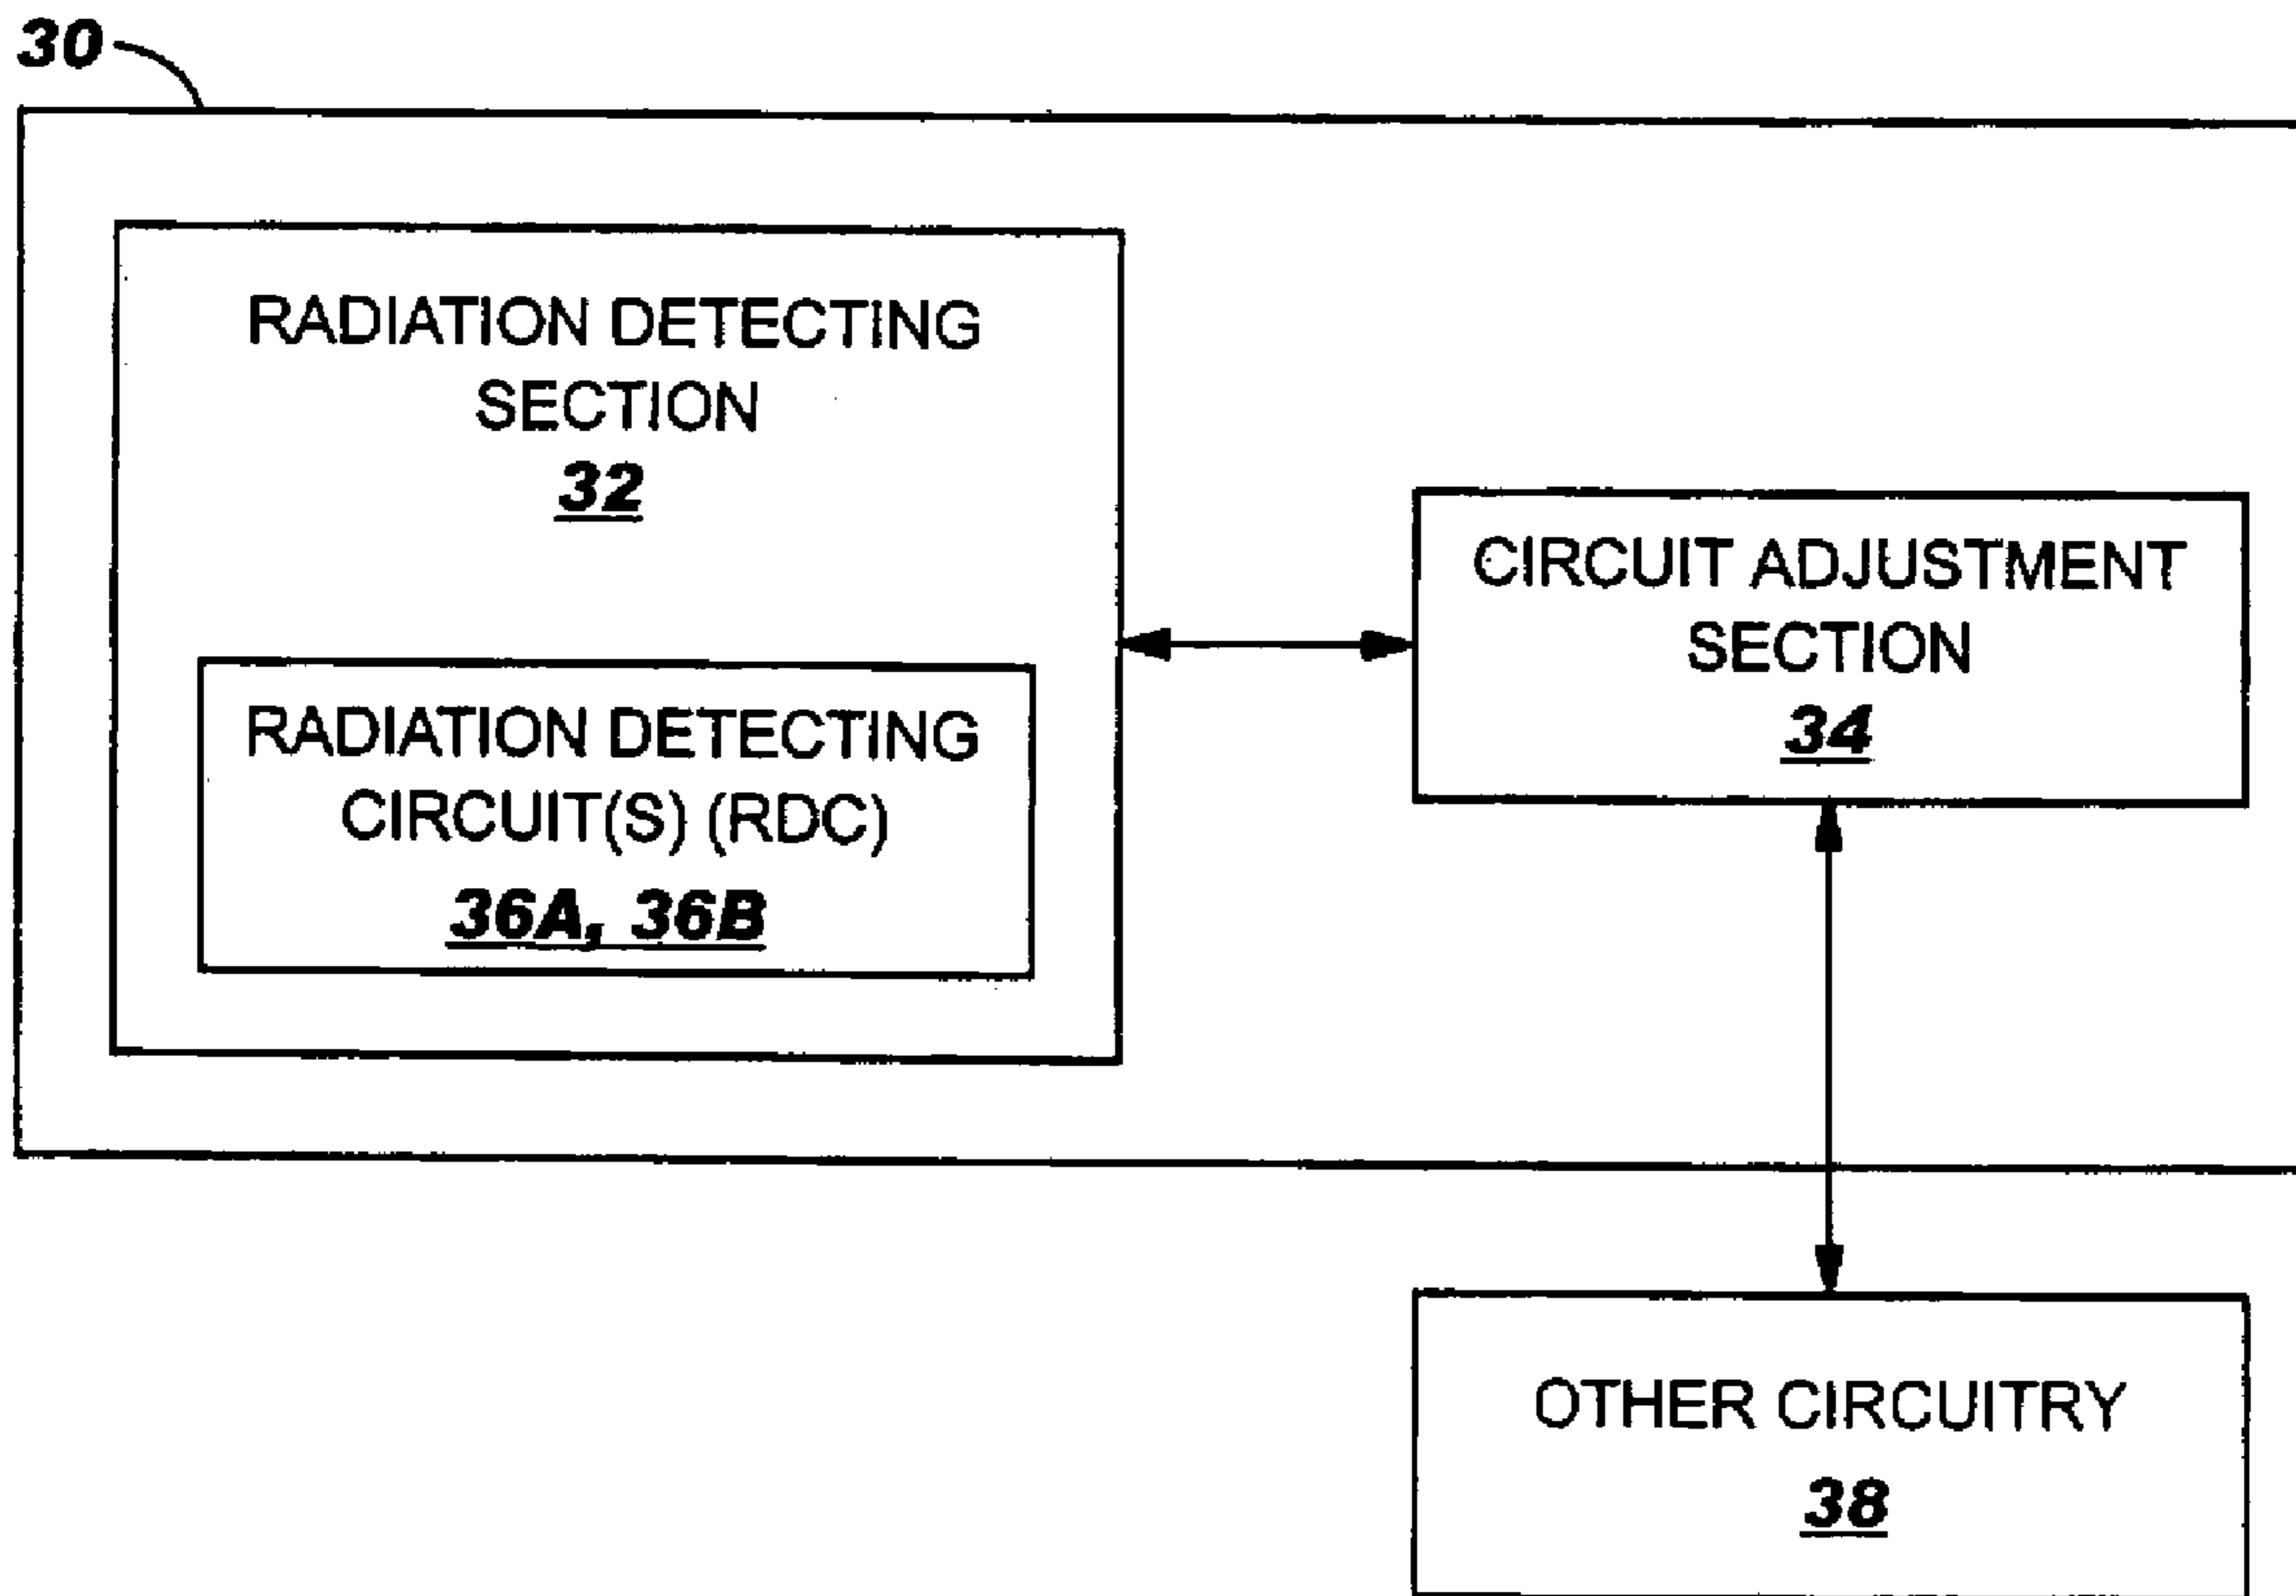 30
RADIATION DETECTING
SECTION
32
RADIATION DETECTING
CIRCUIT(S) (RDC)
36A, 36B
CIRCUIT ADJUSTMENT
SECTION
34
OTHER CIRCUITRY
38